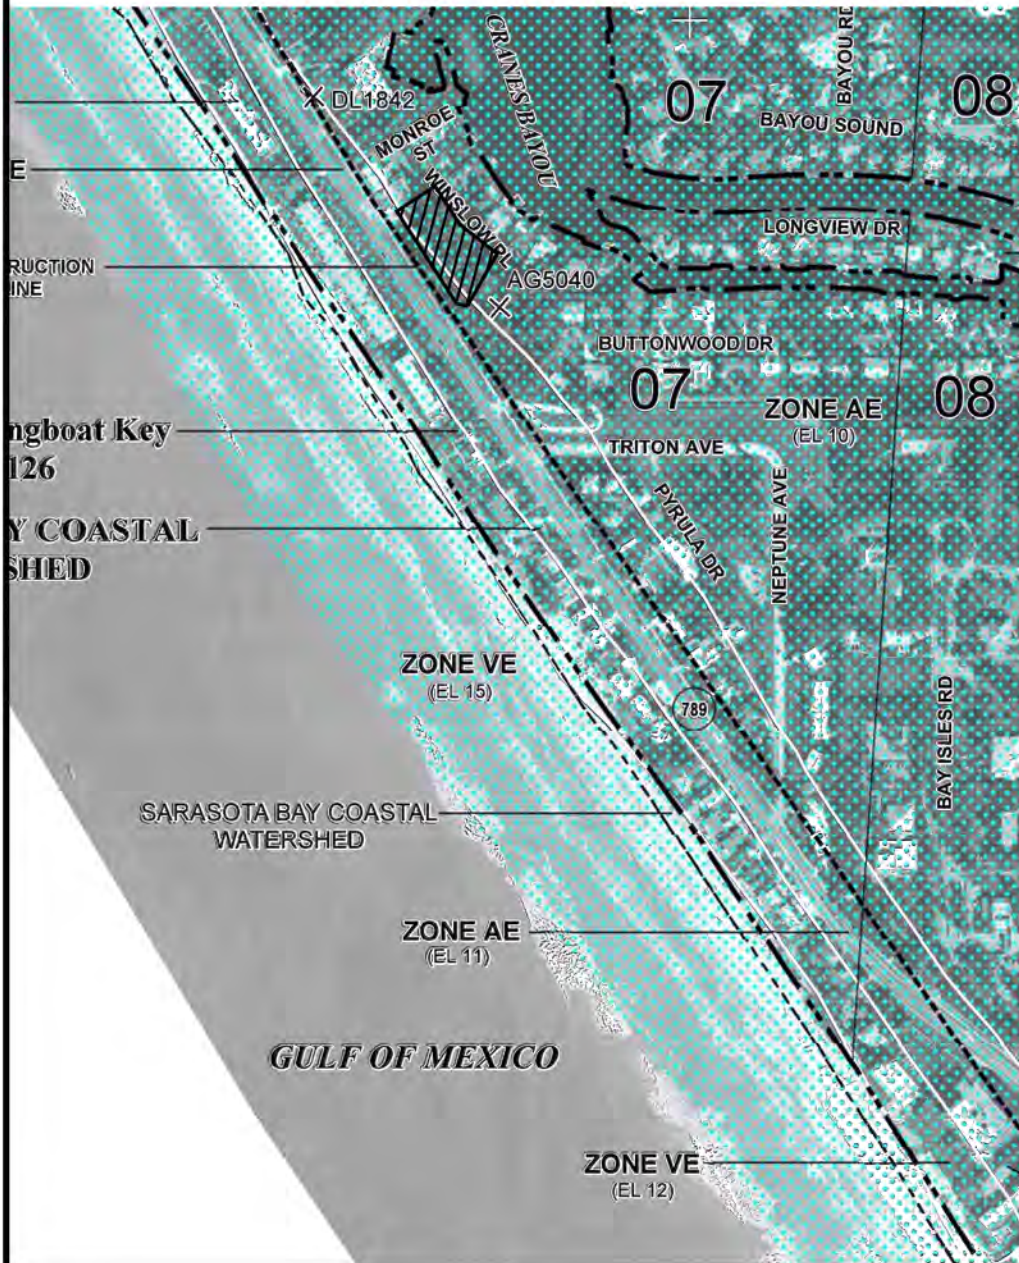 CRANES BAYOU
BAYOU RD
07
08
DL1842
BAYOU SOUND
MONROE
ST
E
WINSLOW PL
LONGVIEW DR
RUCTION
INE
AG5040
BUTTONWOOD DR
07
ZONE AE
(EL 10)
08
ngboat Key
126
TRITON AVE
PYRULA DR
NEPTUNE AVE
Y COASTAL
SHED
ZONE VE
(EL 15)
789
BAY ISLES RD
SARASOTA BAY COASTAL
WATERSHED
ZONE AE
(EL 11)
GULF OF MEXICO
ZONE VE
(EL 12)